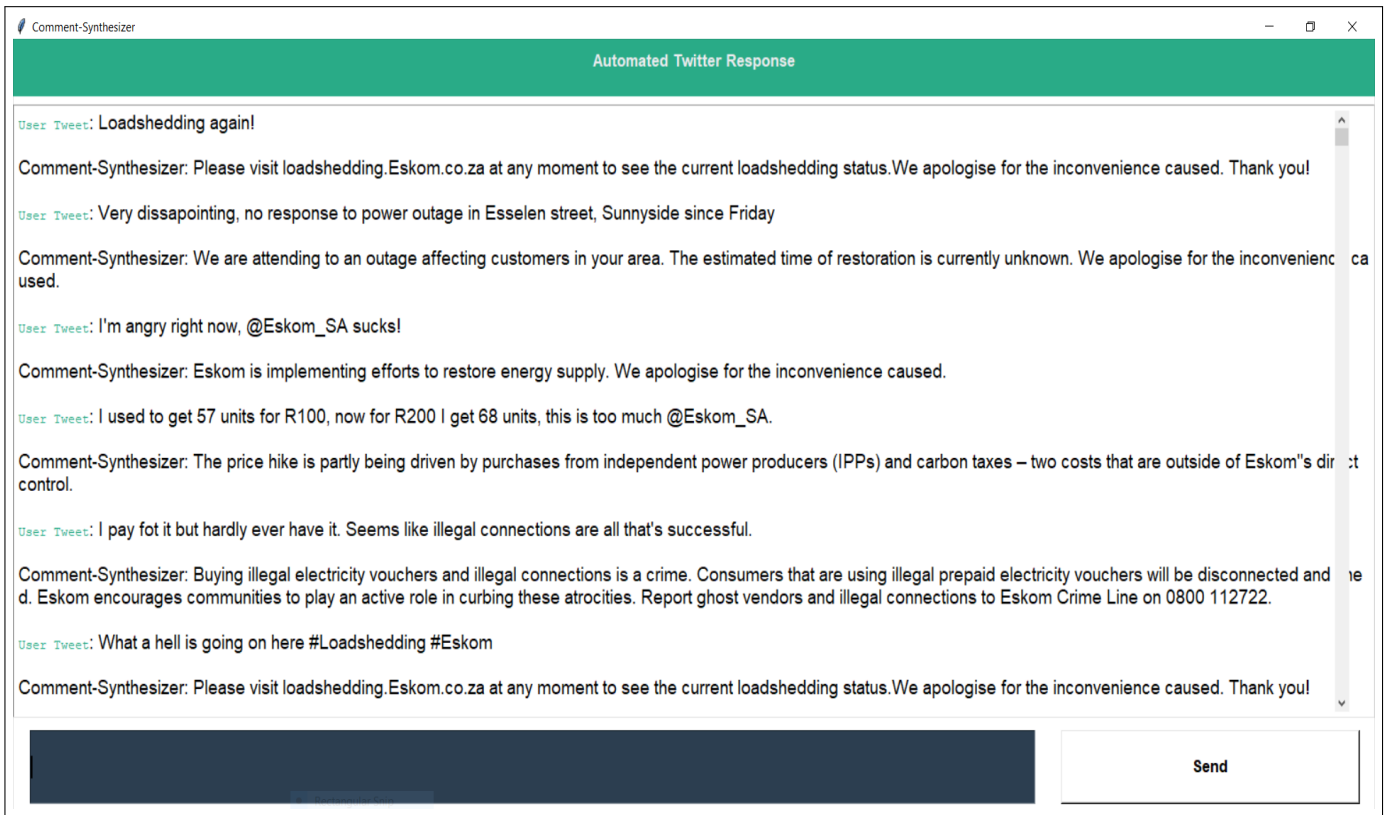 Comment-Synthesizer
Automated Twitter Response
User Tweet: Loadshedding again!
Comment-Synthesizer: Please visit loadshedding.Eskom.co.za at any moment to see the current loadshedding status.We apologise for the inconvenience caused. Thank you!
User Tweet: Very dissapointing, no response to power outage in Esselen street, Sunnyside since Friday
Comment-Synthesizer: We are attending to an outage affecting customers in your area. The estimated time of restoration is currently unknown. We apologise for the inconvenienc ca
used.
User Tweet: I'm angry right now, @Eskom_SA sucks!
Comment-Synthesizer: Eskom is implementing efforts to restore energy supply. We apologise for the inconvenience caused.
User Tweet: I used to get 57 units for R100, now for R200 I get 68 units, this is too much @Eskom_SA.
Comment-Synthesizer: The price hike is partly being driven by purchases from independent power producers (IPPs) and carbon taxes – two costs that are outside of Eskom"s dir ct
control.
User Tweet: I pay fot it but hardly ever have it. Seems like illegal connections are all that's successful.
Comment-Synthesizer: Buying illegal electricity vouchers and illegal connections is a crime. Consumers that are using illegal prepaid electricity vouchers will be disconnected and ne
d. Eskom encourages communities to play an active role in curbing these atrocities. Report ghost vendors and illegal connections to Eskom Crime Line on 0800 112722.
User Tweet: What a hell is going on here #Loadshedding #Eskom
Comment-Synthesizer: Please visit loadshedding.Eskom.co.za at any moment to see the current loadshedding status.We apologise for the inconvenience caused. Thank you!
Send
Rectangular Snip